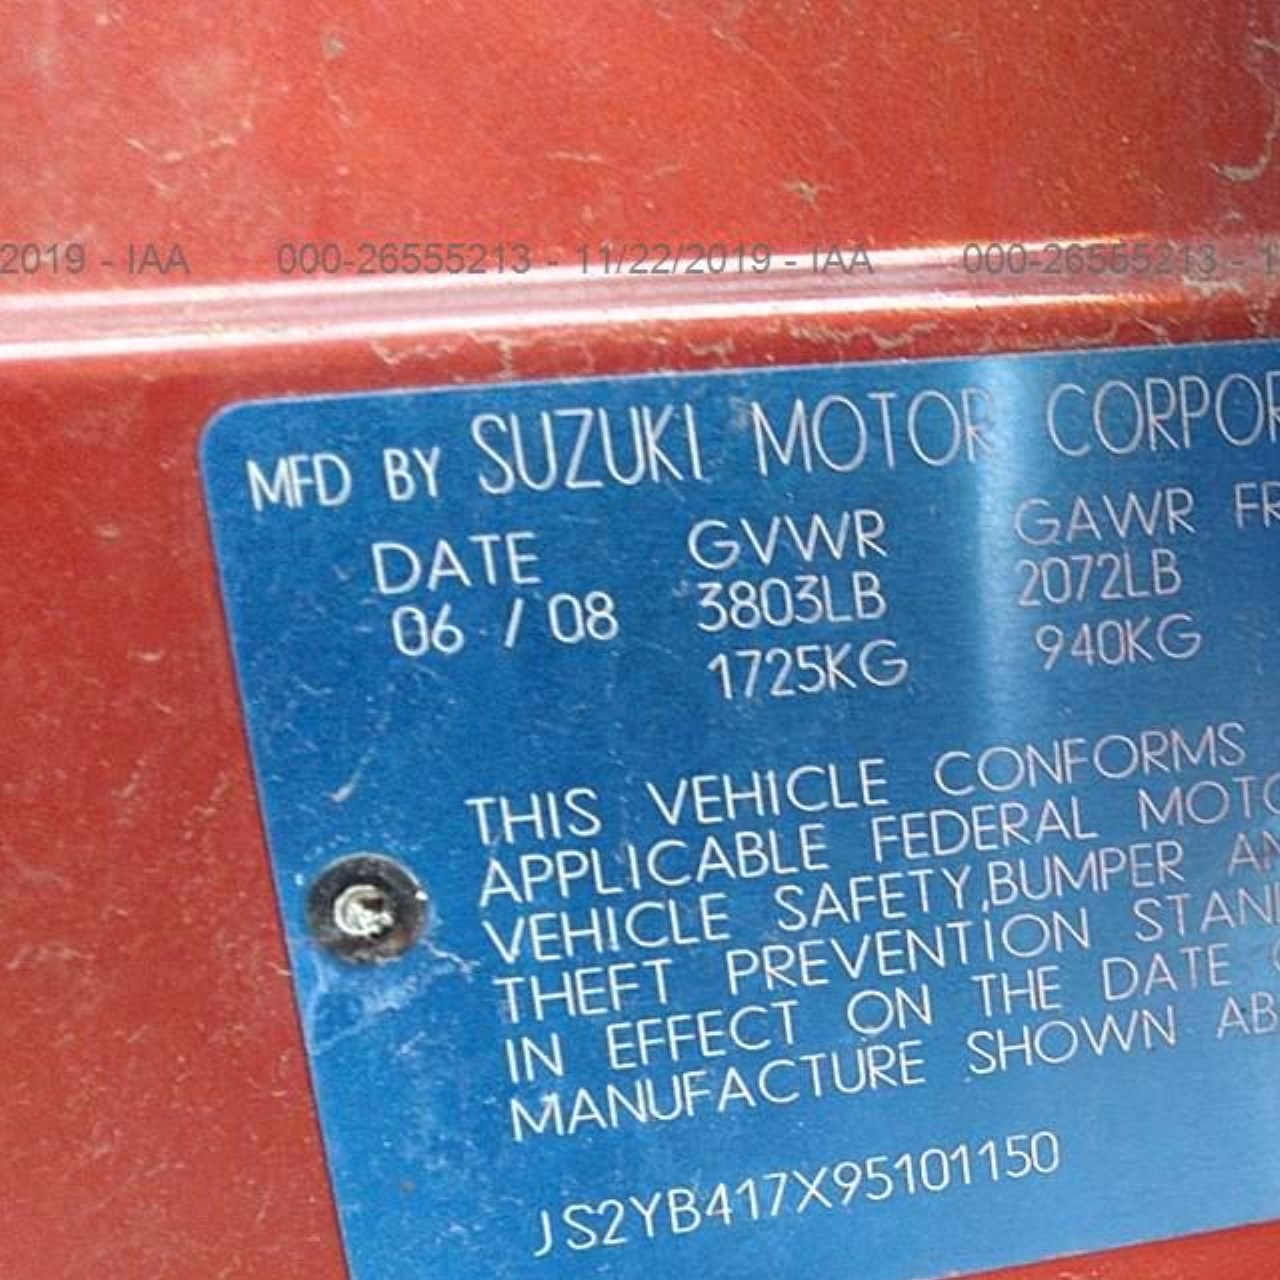 2019 - IAA 000-26555213 - 11/22/2019 - IAA 000-26555213 - 1
MFD BY SUZUKI MOTOR CORPOR
DATE GVWR GAWR FR
06 / 08 3803LB 2072LB
1725KG 940KG
THIS VEHICLE CONFORMS
APPLICABLE FEDERAL MOTO
VEHICLE SAFETY,BUMPER AN
THEFT PREVENTION STAN
IN EFFECT ON THE DATE
MANUFACTURE SHOWN AB
JS2YB417X95101150